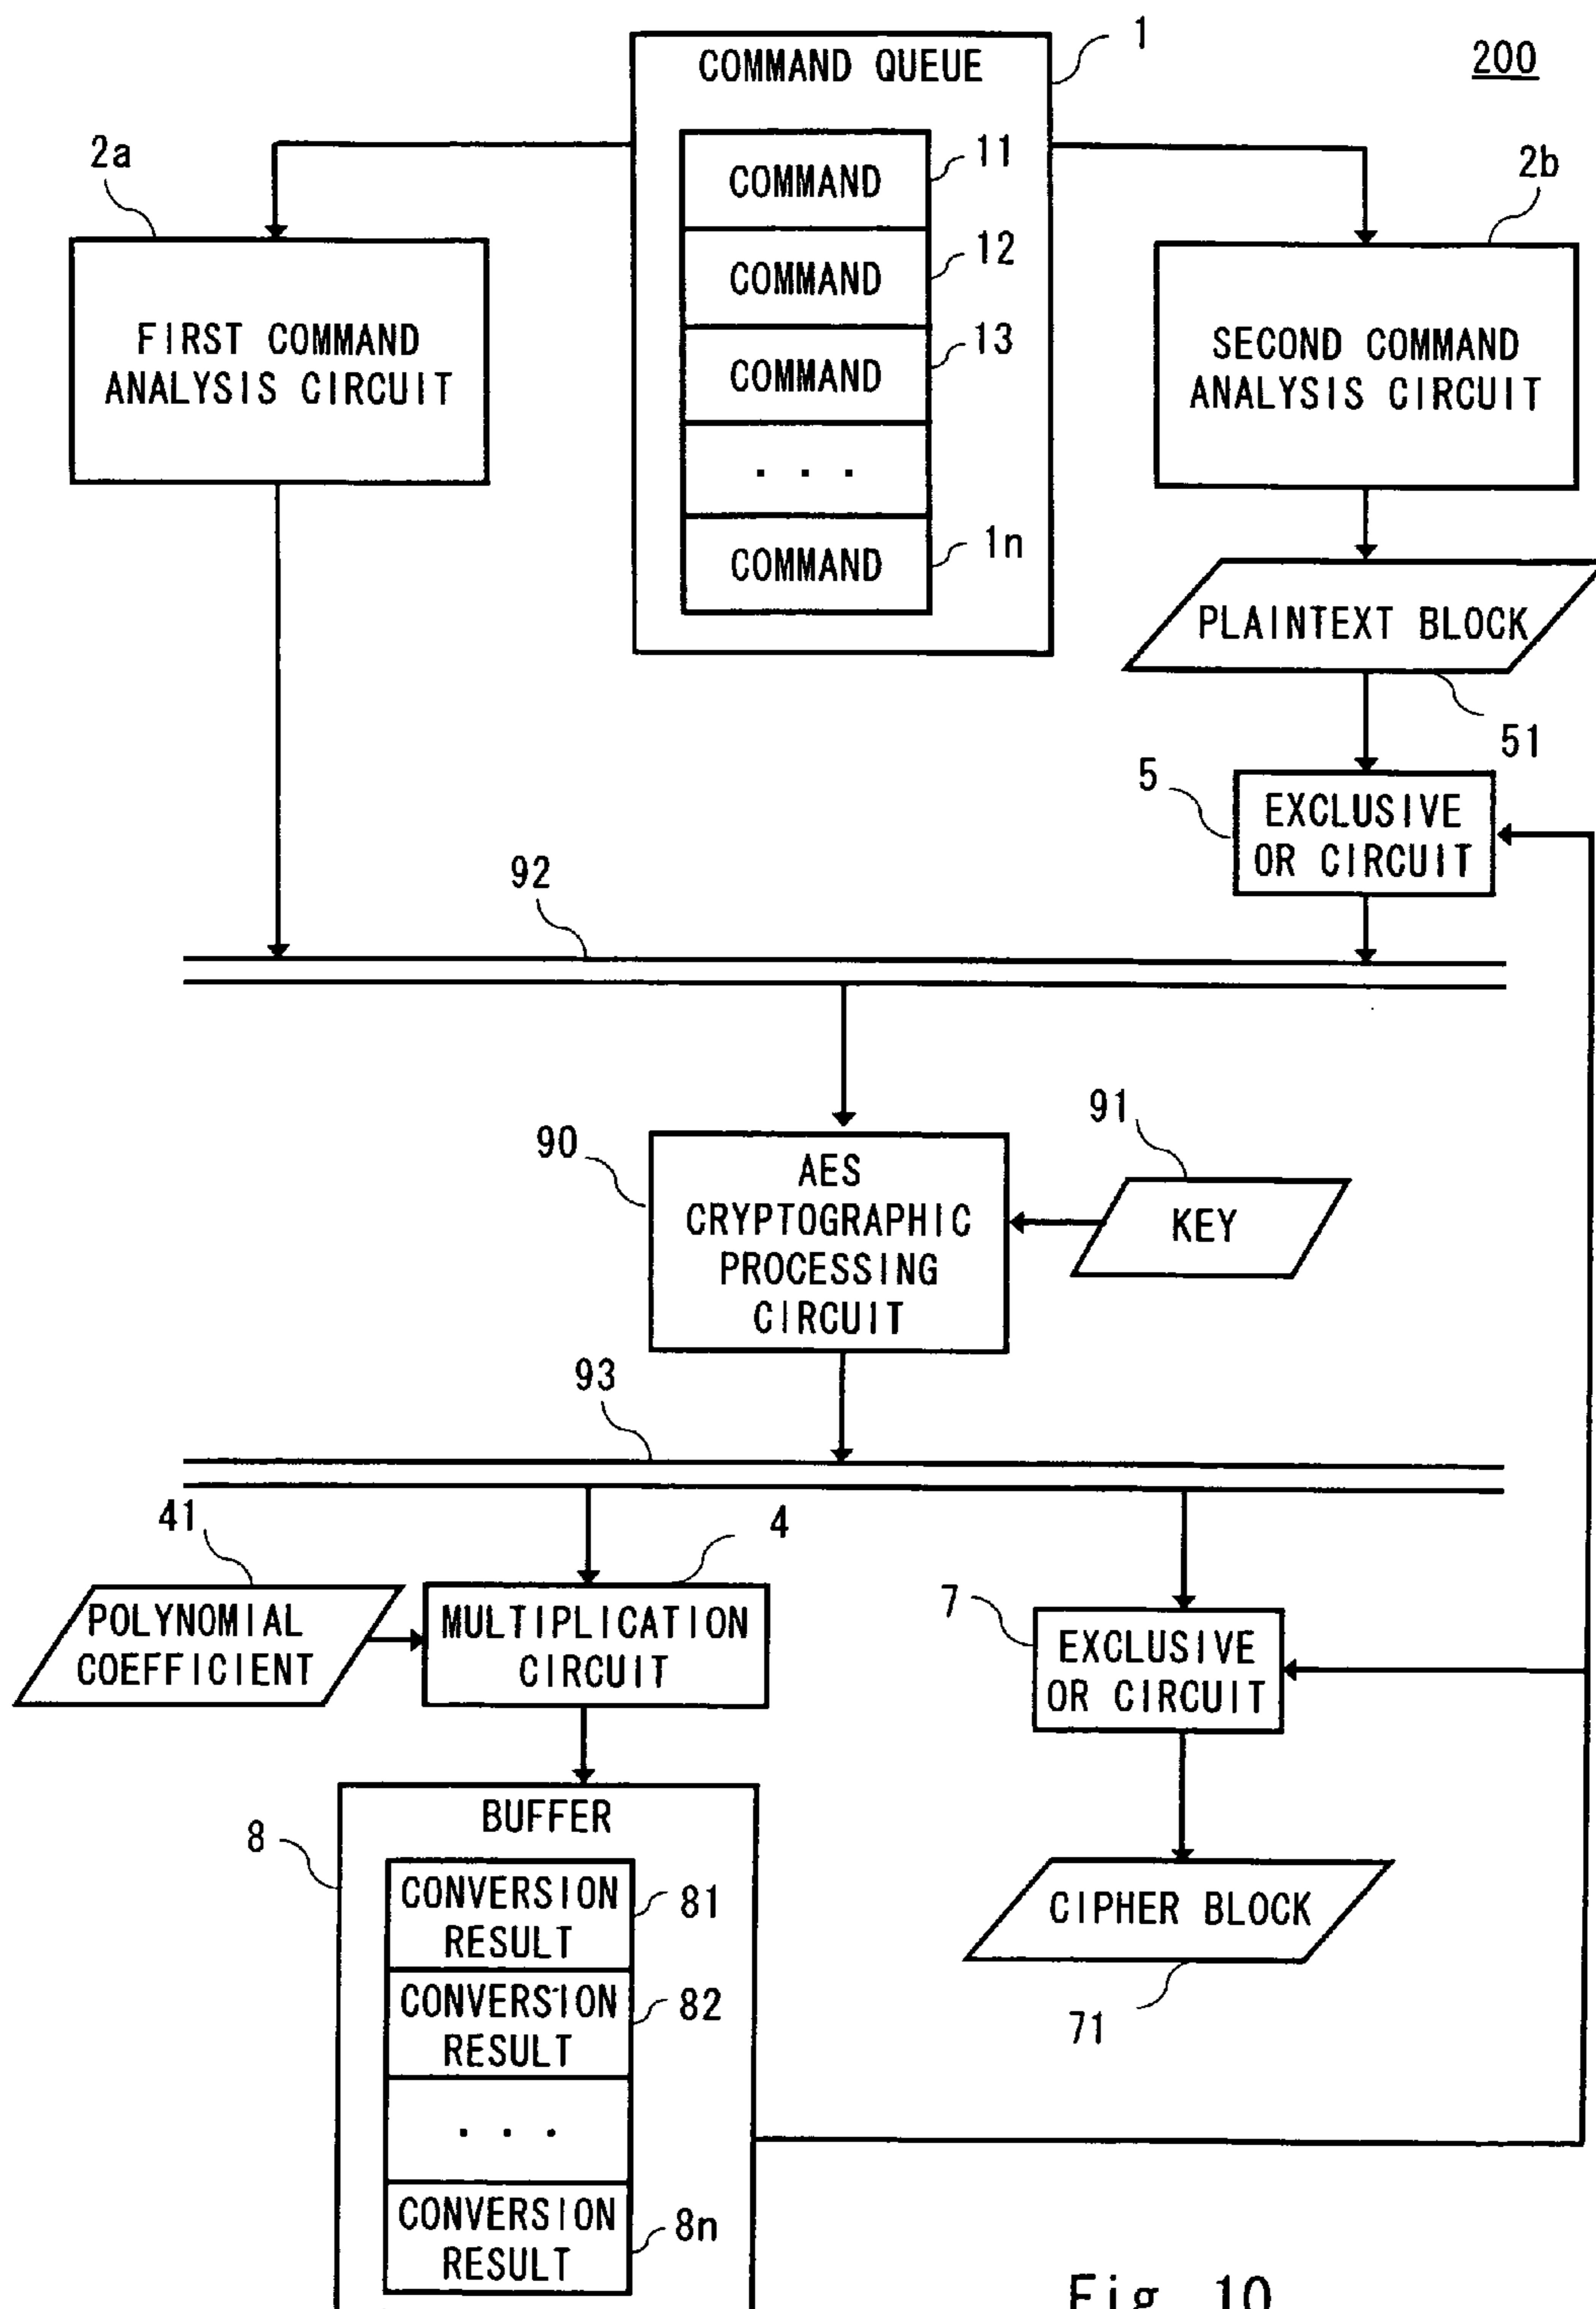 200
1
COMMAND QUEUE
COMMAND
11
COMMAND
12
COMMAND
13
. . .
COMMAND
1n
2a
FIRST COMMAND
ANALYSIS CIRCUIT
2b
SECOND COMMAND
ANALYSIS CIRCUIT
PLAINTEXT BLOCK
51
5
EXCLUSIVE
OR CIRCUIT
92
90
AES
CRYPTOGRAPHIC
PROCESSING
CIRCUIT
91
KEY
93
41
POLYNOMIAL
COEFFICIENT
4
MULTIPLICATION
CIRCUIT
7
EXCLUSIVE
OR CIRCUIT
8
BUFFER
CONVERSION
RESULT
81
CONVERSION
RESULT
82
. . .
CONVERSION
RESULT
8n
CIPHER BLOCK
71
Fig. 10